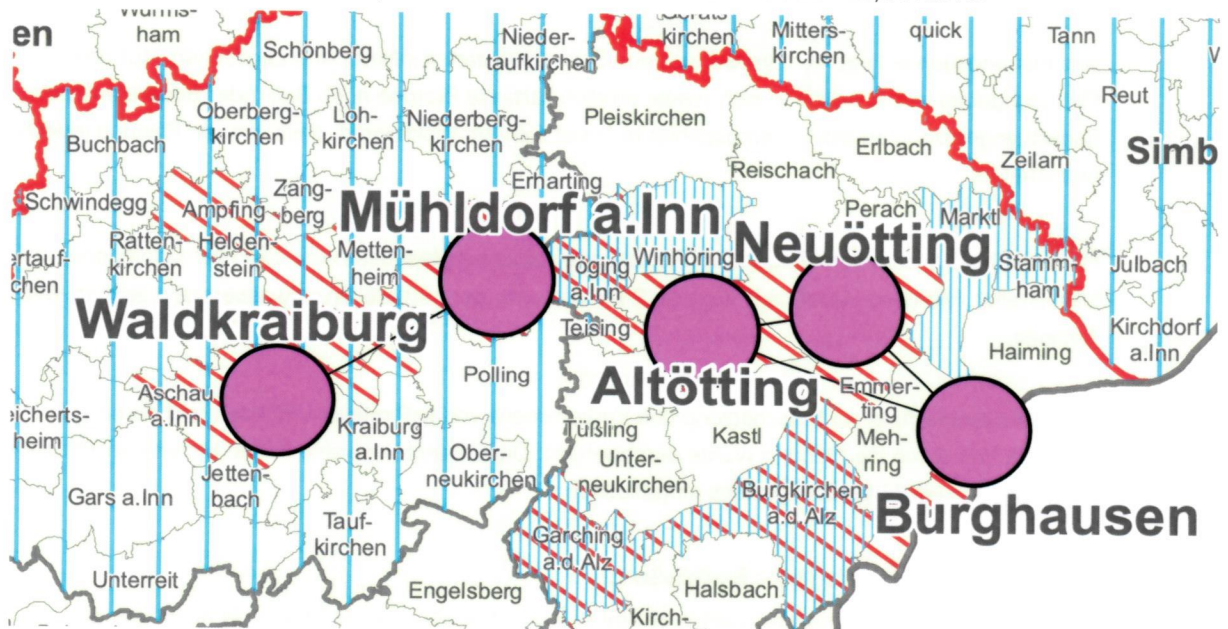 Wurms-
ham
en
Schönberg
Nieder-
taufkirchen
Gerats-
kirchen
Mitters-
kirchen
quick
Tann
Reut
Simb
Buchbach
Oberberg-
kirchen
Loh-
kirchen
Niederberg-
kirchen
Pleiskirchen
Reischach
Erlbach
Zeilarn
Schwindegg
Ampfing
Zang-
berg
Erharting
Mühldorf a.Inn
Perach
Marktl
Neuötting
ertauf-
chen
Ratten-
kirchen
Helden-
stein
Metten-
heim
Töging
a.Inn
Winhöring
Stamm-
ham
Julbach
Waldkraiburg
Teising
Haiming
Kirchdorf
a.Inn
Polling
Altötting
Emmer-
ting
Aschau
a.Inn
eicherts-
heim
Kraiburg
a.Inn
Tüßling
Kastl
Meh-
ring
Ober-
neukirchen
Unter-
neukirchen
Jetten-
bach
Gars a.Inn
Burgkirchen
a.d.Alz
Burghausen
Tauf-
kirchen
Garching
a.d.Alz
Unterreit
Engelsberg
Halsbach
Kirch-